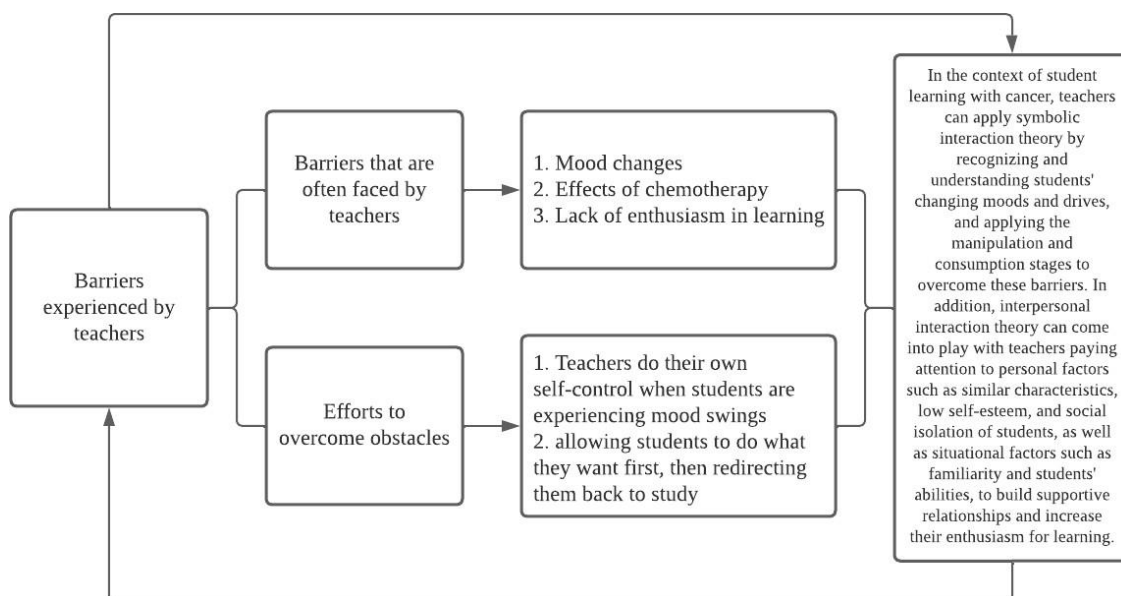 Barriers
experienced by
teachers
Barriers that are
often faced by
teachers
1. Mood changes
2. Effects of chemotherapy
3. Lack of enthusiasm in learning
Efforts to
overcome obstacles
1. Teachers do their own
self-control when students are
experiencing mood swings
2. allowing students to do what
they want first, then redirecting
them back to study
In the context of student
learning with cancer, teachers
can apply symbolic
interaction theory by
recognizing and
understanding students'
changing moods and drives,
and applying the
manipulation and
consumption stages to
overcome these barriers. In
addition, interpersonal
interaction theory can come
into play with teachers paying
attention to personal factors
such as similar characteristics,
low self-esteem, and social
isolation of students, as well
as situational factors such as
familiarity and students'
abilities, to build supportive
relationships and increase
their enthusiasm for learning.